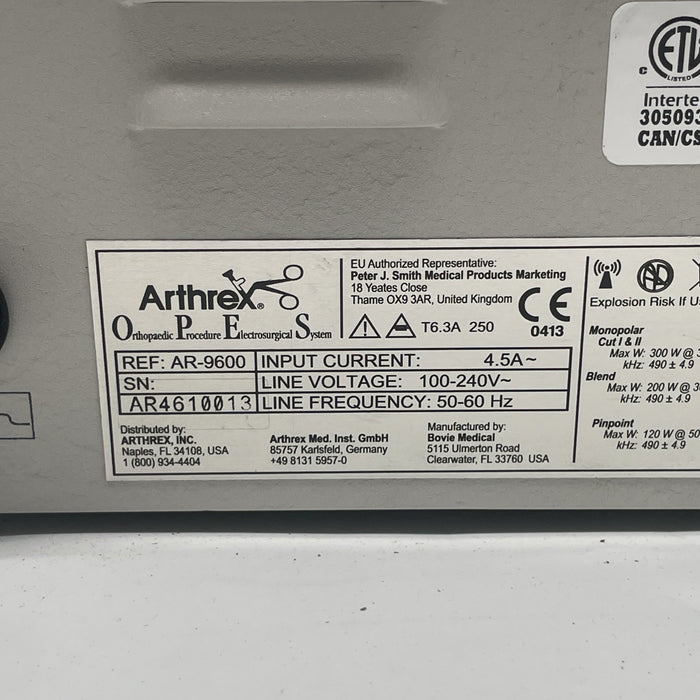 ETL
C
LISTED
Intertek
305093
CAN/CS
Arthrex®
Orthopaedic Procedure Electrosurgical System
EU Authorized Representative:
Peter J. Smith Medical Products Marketing
18 Yeates Close
Thame OX9 3AR, United Kingdom
T6.3A 250
CE
0413
REF: AR-9600
INPUT CURRENT: 4.5A~
SN:
LINE VOLTAGE: 100-240V~
AR4610013
LINE FREQUENCY: 50-60 Hz
Distributed by:
ARTHREX, INC.
Naples, FL 34108, USA
1 (800) 934-4404
Arthrex Med. Inst. GmbH
85757 Karlsfeld, Germany
+49 8131 5957-0
Manufactured by:
Bovie Medical
5115 Ulmerton Road
Clearwater, FL 33760 USA
Explosion Risk If U
Monopolar
Cut I & II
Max W: 300 W @ 3
kHz: 490 ± 4.9
Blend
Max W: 200 W @ 3
kHz: 490 ± 4.9
Pinpoint
Max W: 120 W @ 50
kHz: 490 ± 4.9